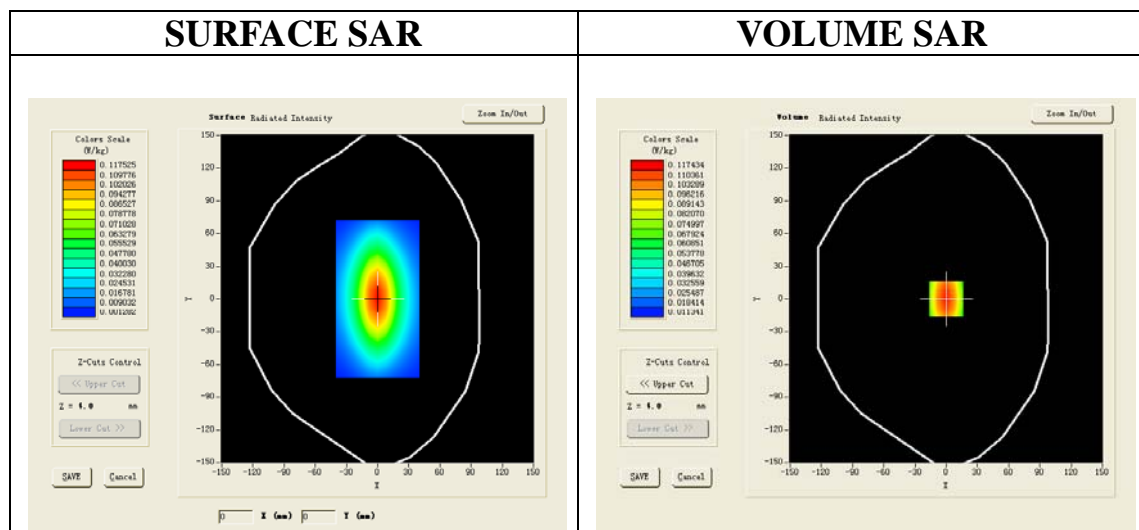 SURFACE SAR
VOLUME SAR
Surface Radiated Intensity
Zoom In/Out
Colors Scale
(W/kg)
0.117525
0.109776
0.102026
0.094277
0.086527
0.078778
0.071028
0.063279
0.055529
0.047780
0.040030
0.032280
0.024531
0.016781
0.009032
0.001282
150
120
90
60
30
0
-30
-60
-90
-120
-150
Y
-150 -120 -90 -60 -30 0 30 60 90 120 150
X
Z-Cuts Control
<< Upper Cut
Z = 4.0 mm
Lower Cut >>
SAVE
Cancel
0 X (mm) 0 Y (mm)
Volume Radiated Intensity
Zoom In/Out
Colors Scale
(W/kg)
0.117434
0.110361
0.103289
0.096216
0.089143
0.082070
0.074997
0.067924
0.060851
0.053778
0.046705
0.039632
0.032559
0.025487
0.018414
0.011341
150
120
90
60
30
0
-30
-60
-90
-120
-150
Y
-150 -120 -90 -60 -30 0 30 60 90 120 150
X
Z-Cuts Control
<< Upper Cut
Z = 4.0 mm
Lower Cut >>
SAVE
Cancel